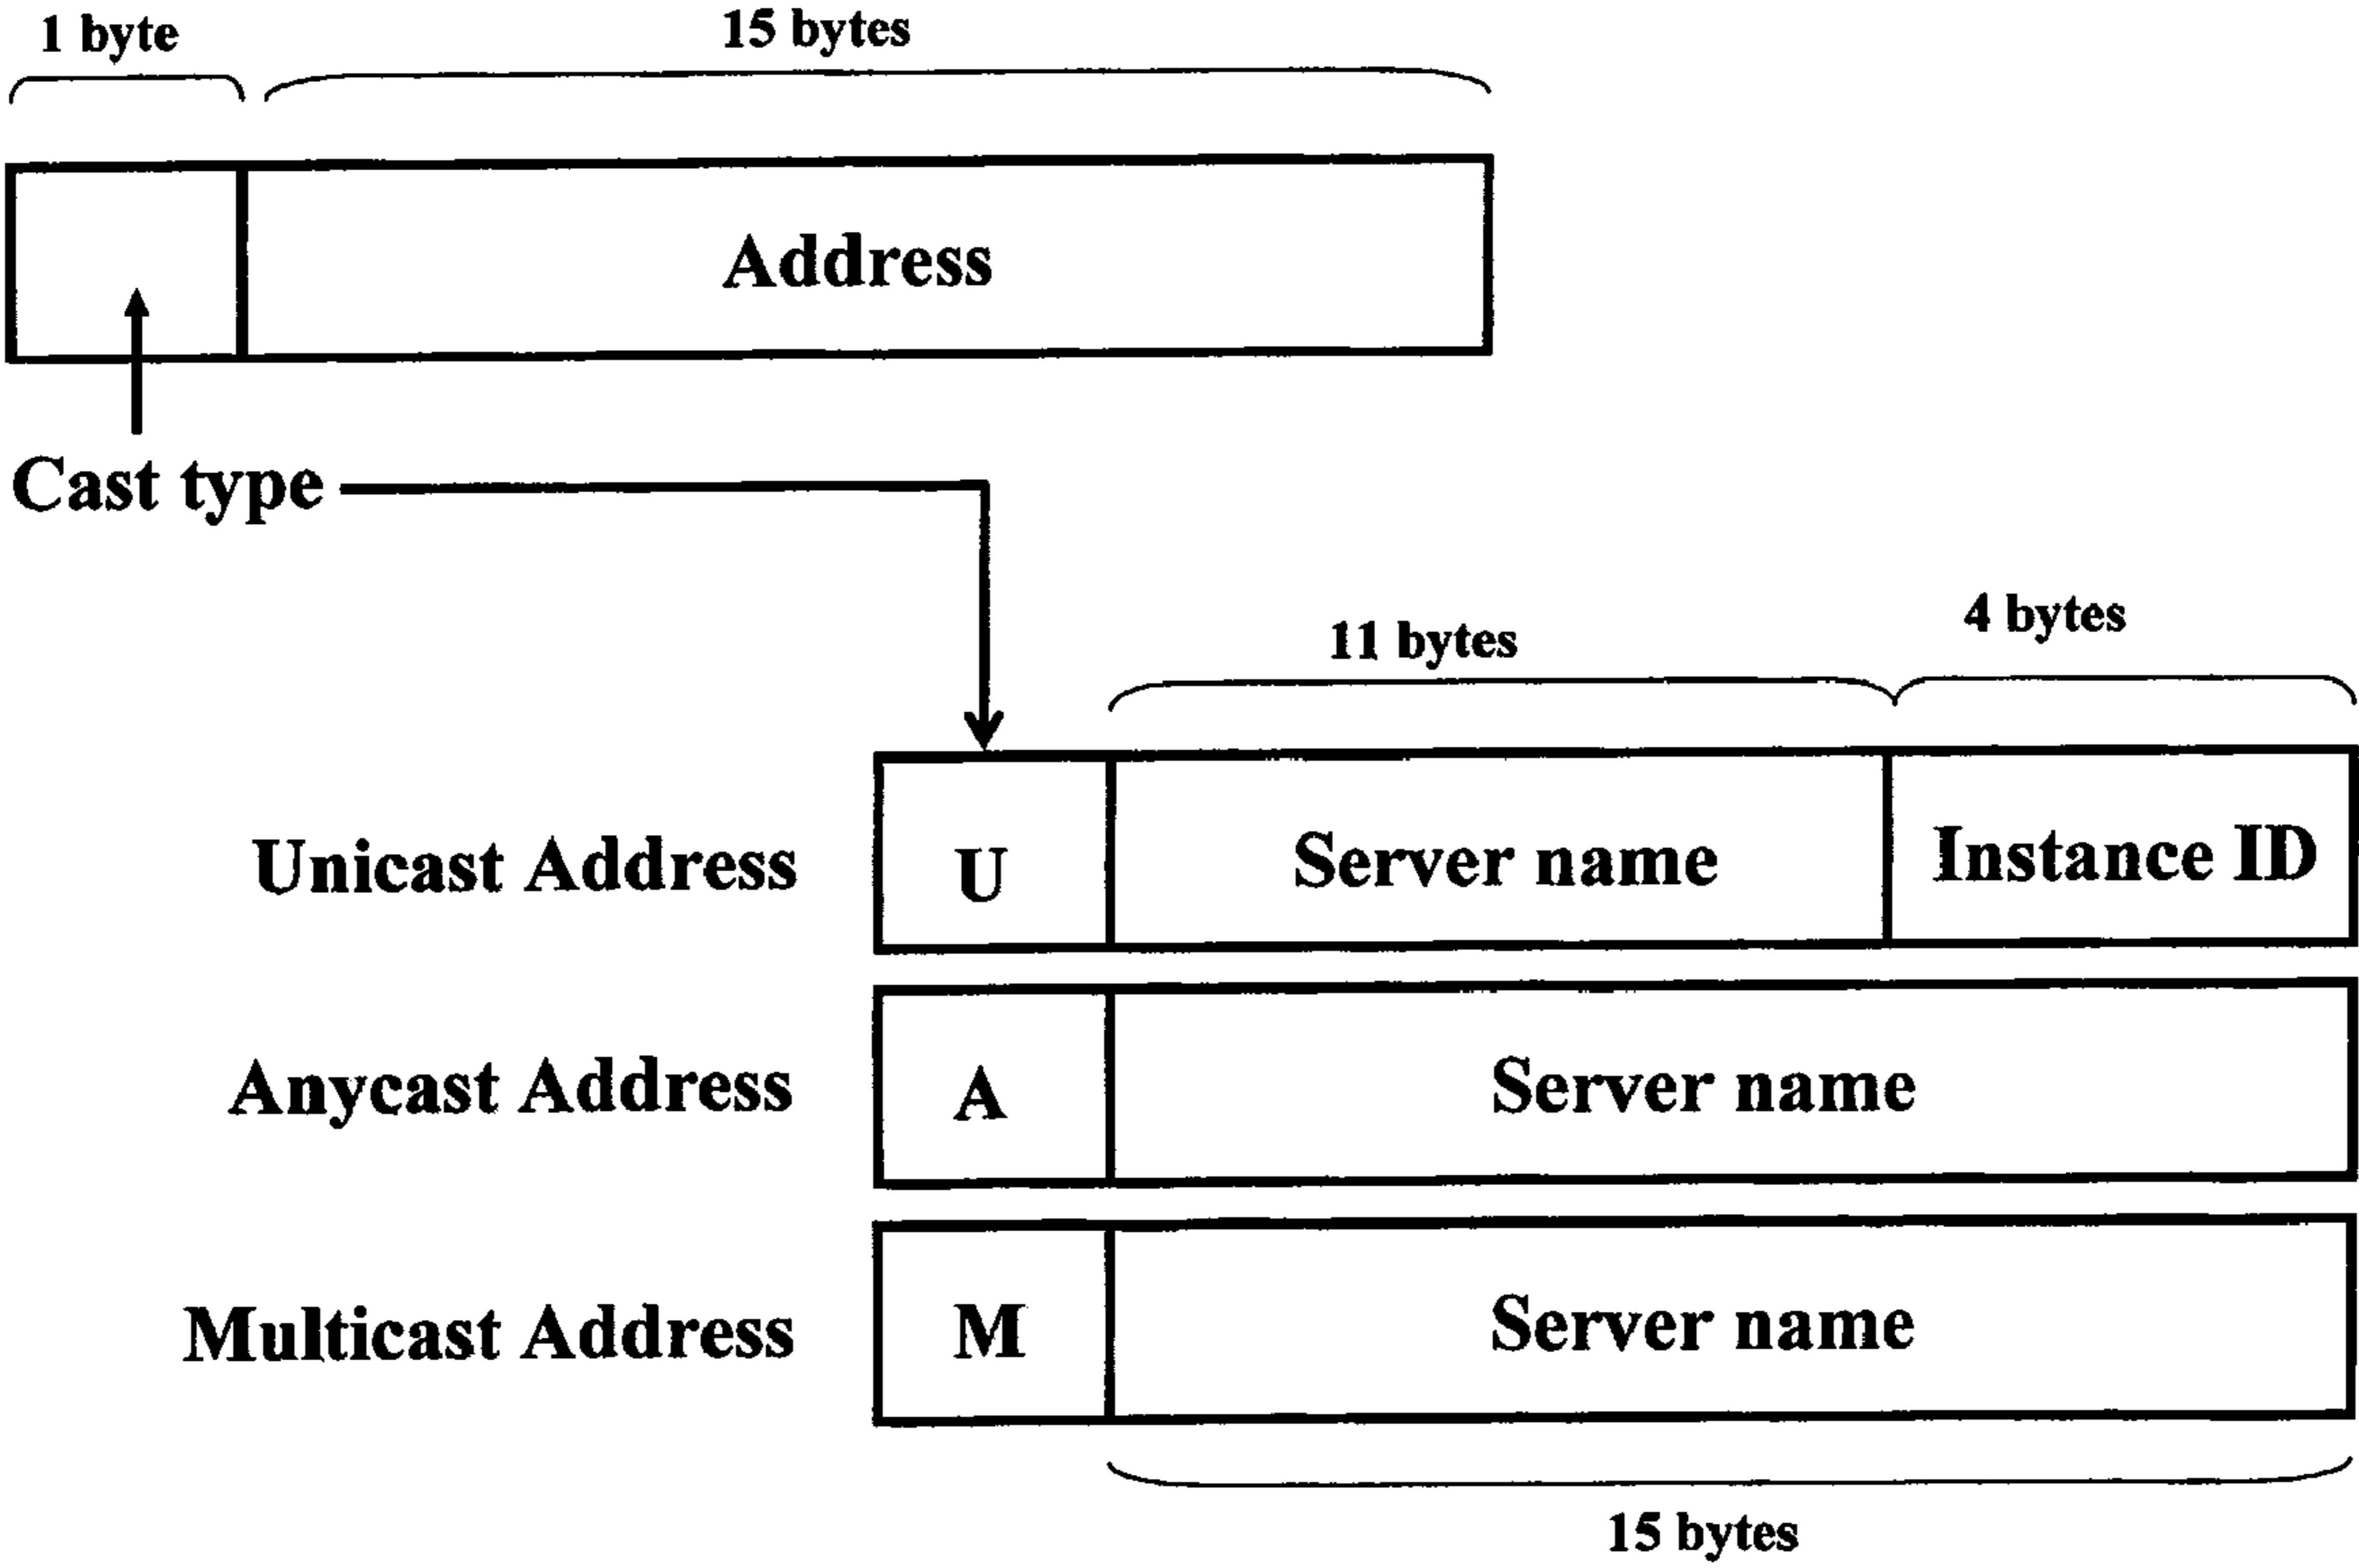 1 byte
15 bytes
Address
Cast type
11 bytes
4 bytes
Unicast Address
U
Server name
Instance ID
Anycast Address
A
Server name
Multicast Address
M
Server name
15 bytes